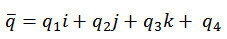 q̅ = q₁i + q₂j + q₃k + q₄